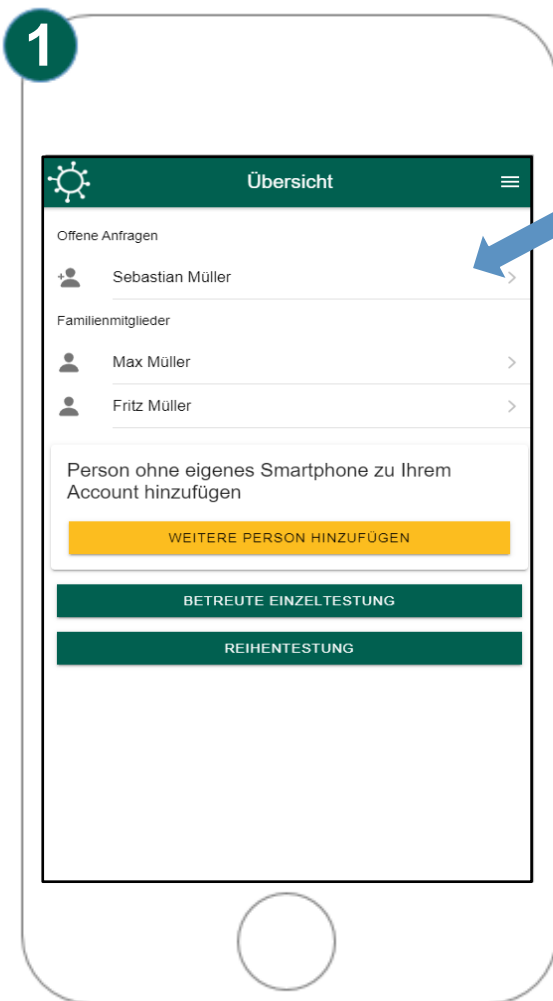 1
Übersicht
Offene Anfragen
Sebastian Müller
Familienmitglieder
Max Müller
Fritz Müller
Person ohne eigenes Smartphone zu Ihrem
Account hinzufügen
WEITERE PERSON HINZUFÜGEN
BETREUTE EINZELTESTUNG
REIHENTESTUNG